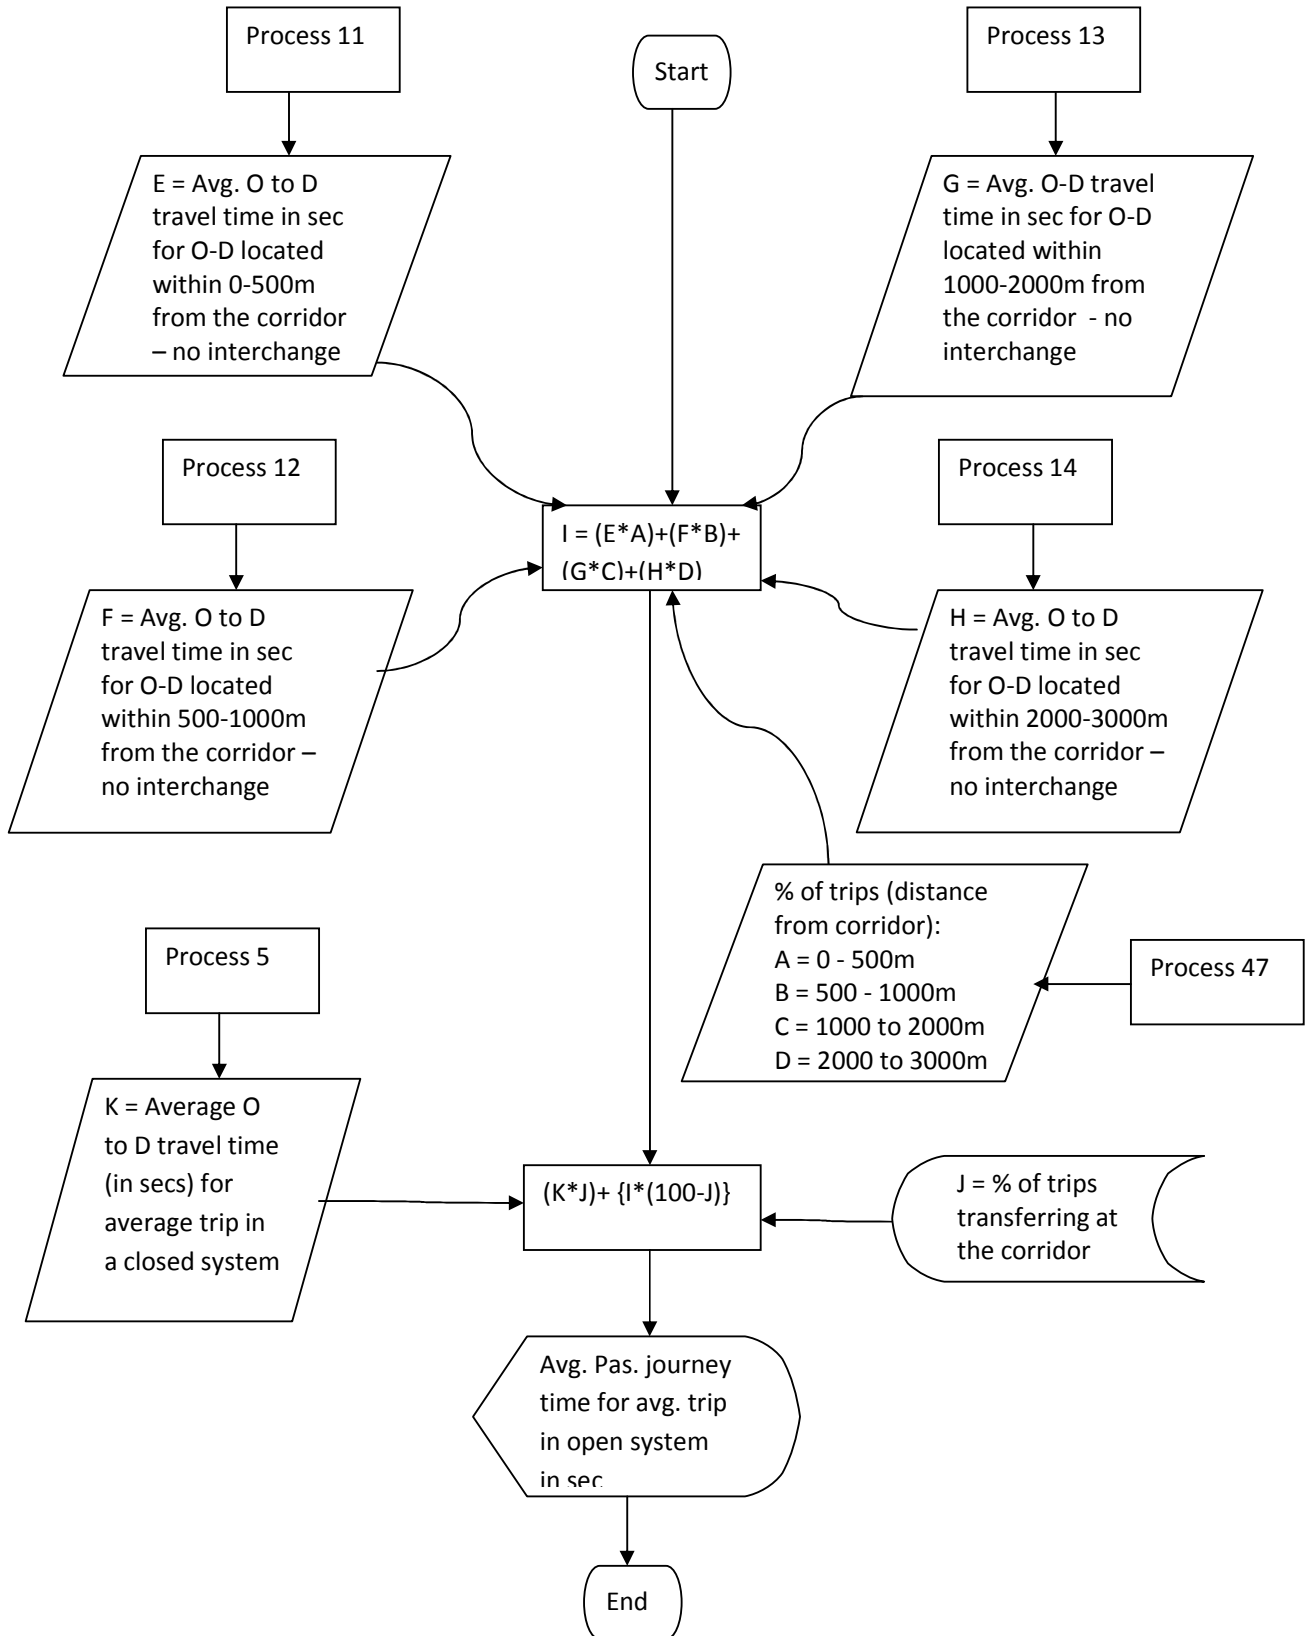 Process 11
Start
Process 13
E = Avg. O to D
travel time in sec
for O-D located
within 0-500m
from the corridor
– no interchange
G = Avg. O-D travel
time in sec for O-D
located within
1000-2000m from
the corridor - no
interchange
Process 12
Process 14
I = (E*A)+(F*B)+
(G*C)+(H*D)
F = Avg. O to D
travel time in sec
for O-D located
within 500-1000m
from the corridor –
no interchange
H = Avg. O to D
travel time in sec
for O-D located
within 2000-3000m
from the corridor –
no interchange
% of trips (distance
from corridor):
A = 0 - 500m
B = 500 - 1000m
C = 1000 to 2000m
D = 2000 to 3000m
Process 47
Process 5
K = Average O
to D travel time
(in secs) for
average trip in
a closed system
(K*J)+ {I*(100-J)}
J = % of trips
transferring at
the corridor
Avg. Pas. journey
time for avg. trip
in open system
in sec
End